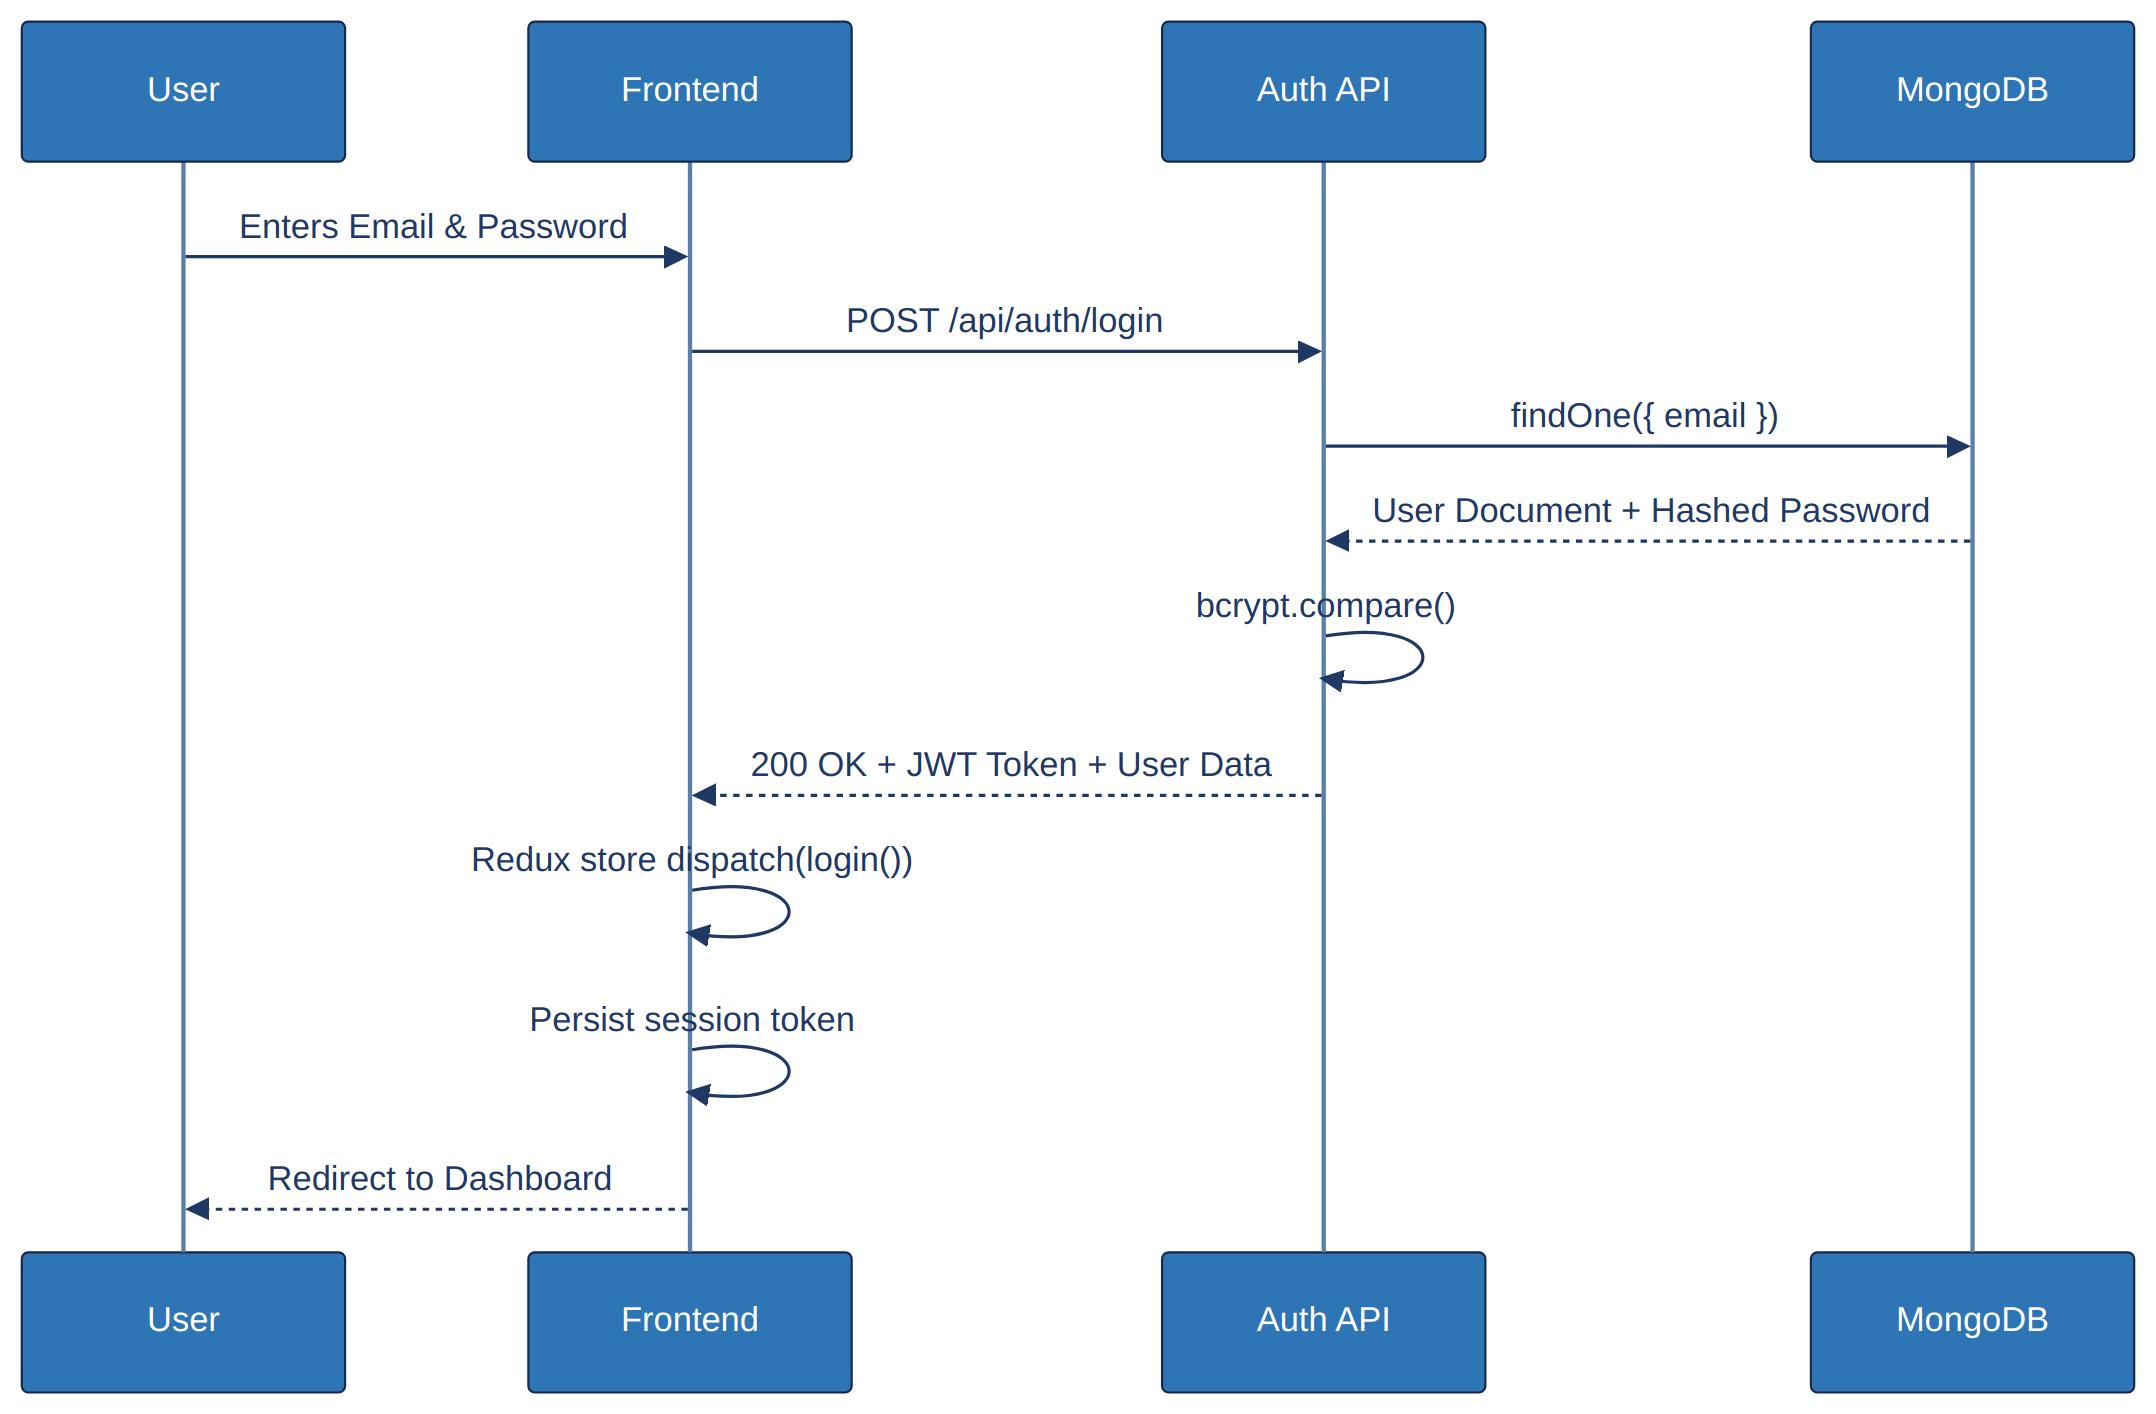 User
Frontend
Auth API
MongoDB
Enters Email & Password
POST /api/auth/login
findOne({ email })
User Document + Hashed Password
bcrypt.compare()
200 OK + JWT Token + User Data
Redux store dispatch(login())
Persist session token
Redirect to Dashboard
User
Frontend
Auth API
MongoDB